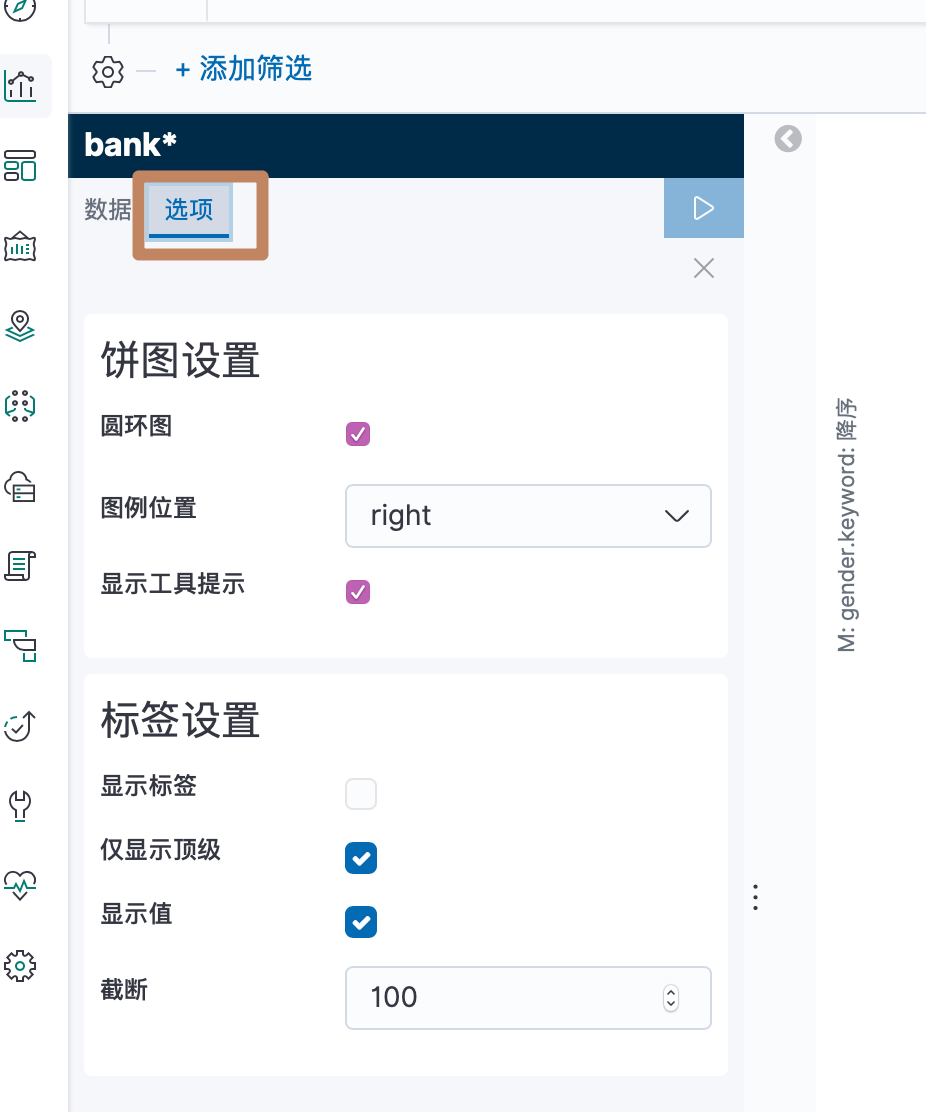 + 添加筛选
bank*
数据
选项
饼图设置
圆环图
图例位置
right
显示工具提示
标签设置
显示标签
仅显示顶级
显示值
截断
100
M: gender.keyword: 降序